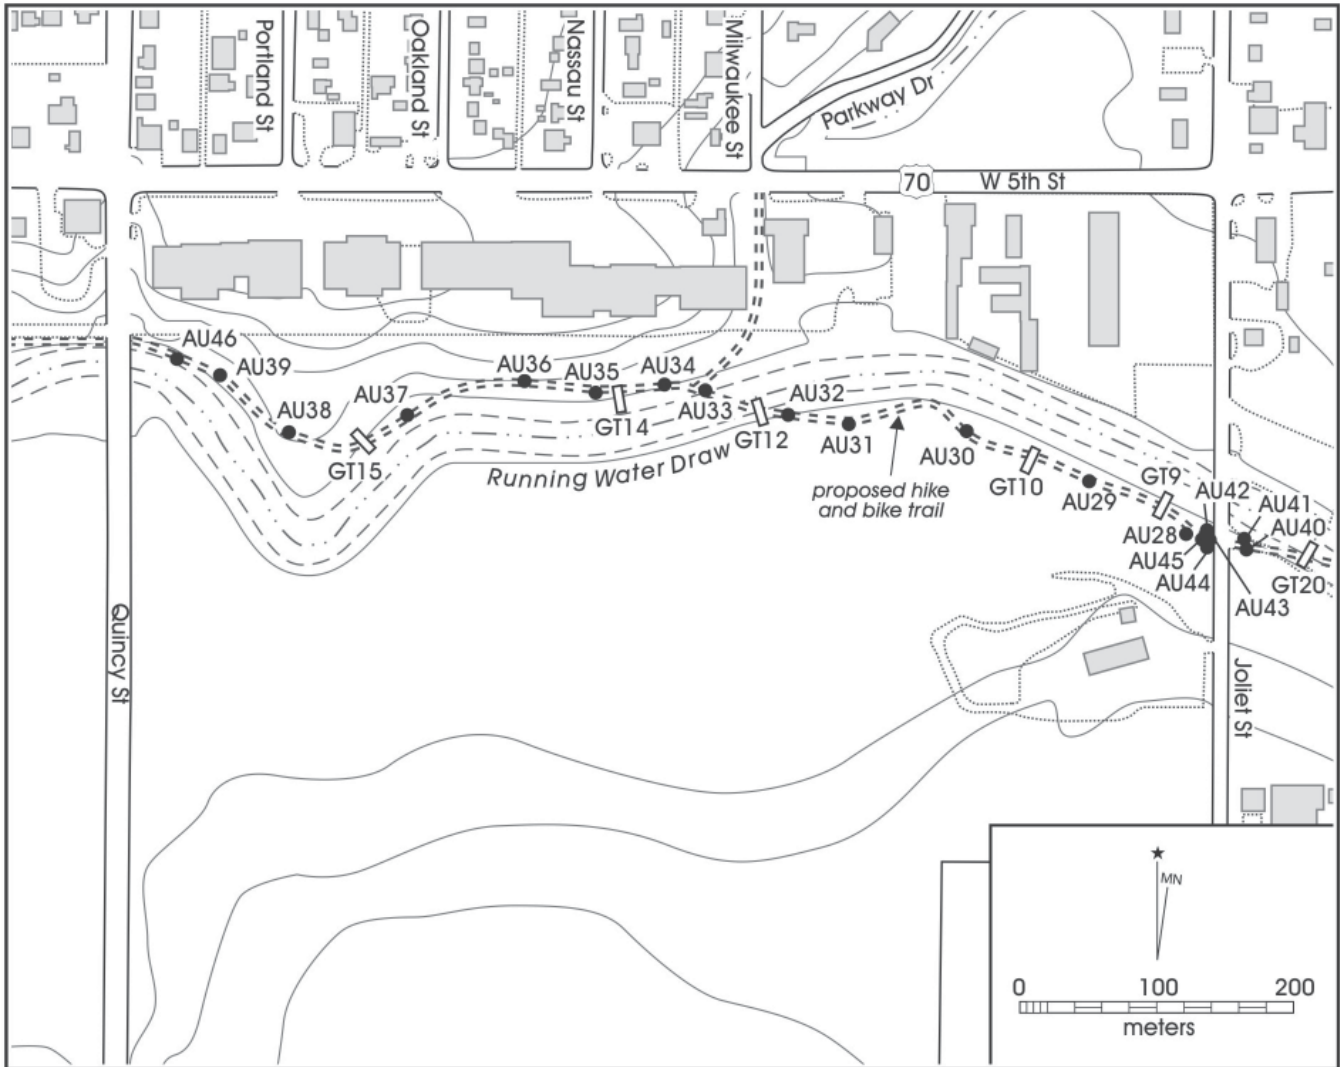 Portland St
Oakland St
Nassau St
Milwaukee St
Parkway Dr
70
W 5th St
AU46
AU39
AU38
AU37
GT15
AU36
AU35
AU34
GT14
AU33
GT12
AU32
AU31
Running Water Draw
proposed hike
and bike trail
AU30
GT10
AU29
GT9
AU42
AU41
AU40
AU28
AU45
AU44
AU43
GT20
Quincy St
Joliet St
MN
0 100 200
meters